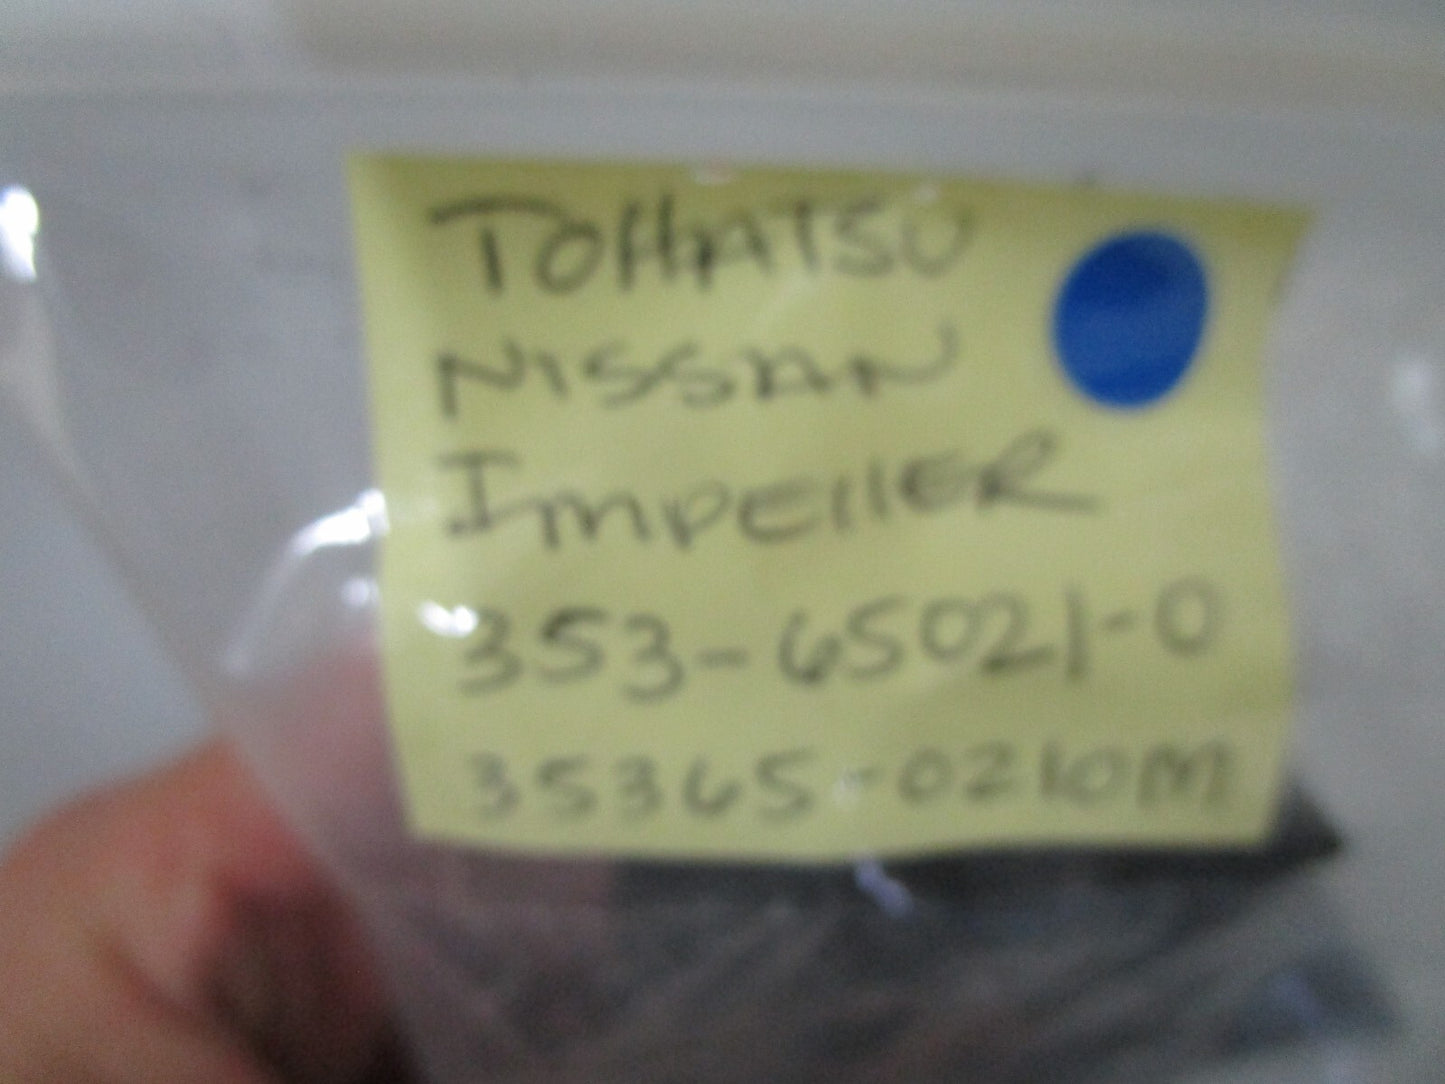 TOHATSU
NISSAN
IMPELLER
353-65021-0
35365-0210M